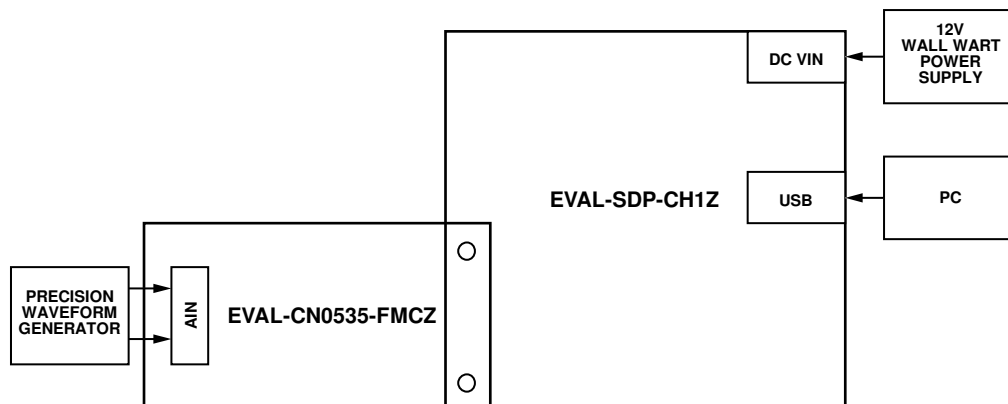 12V
WALL WART
POWER
SUPPLY
DC VIN
EVAL-SDP-CH1Z
USB
PC
PRECISION
WAVEFORM
GENERATOR
AIN
EVAL-CN0535-FMCZ